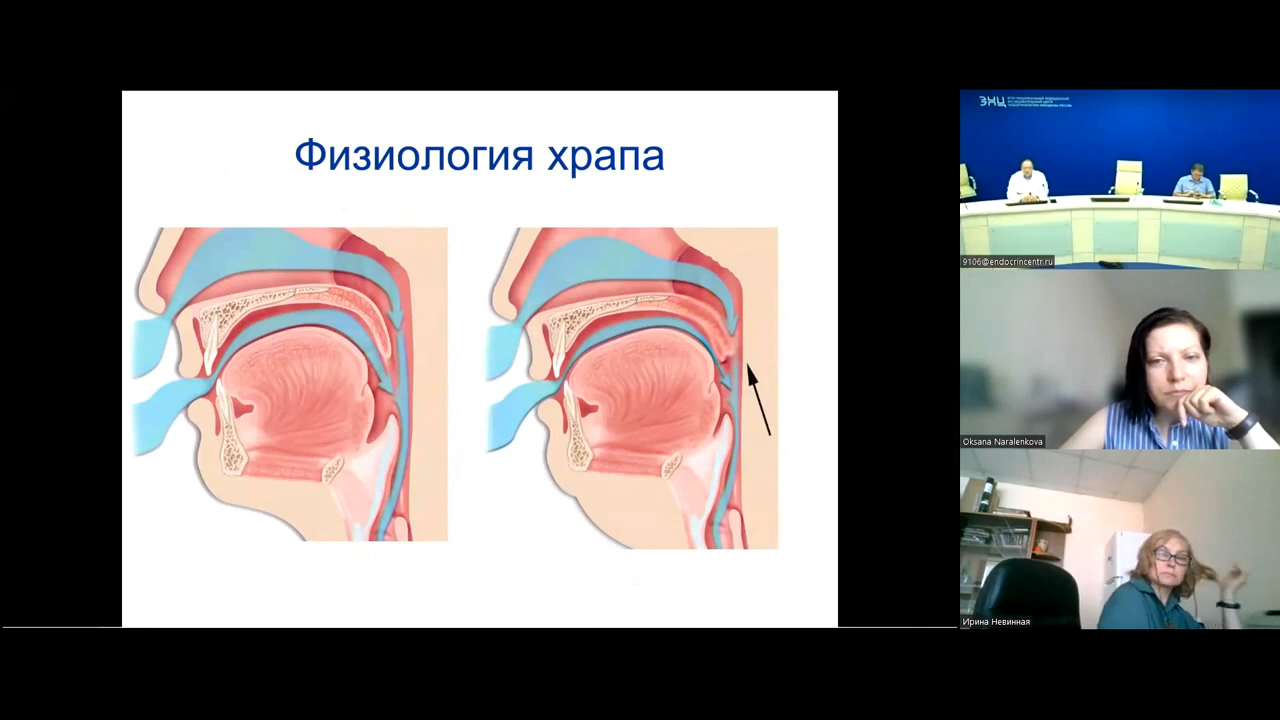 Физиология храпа
ЭНЦ
9106@endocrincentr.ru
Oksana Naralenkova
Ирина Невинная